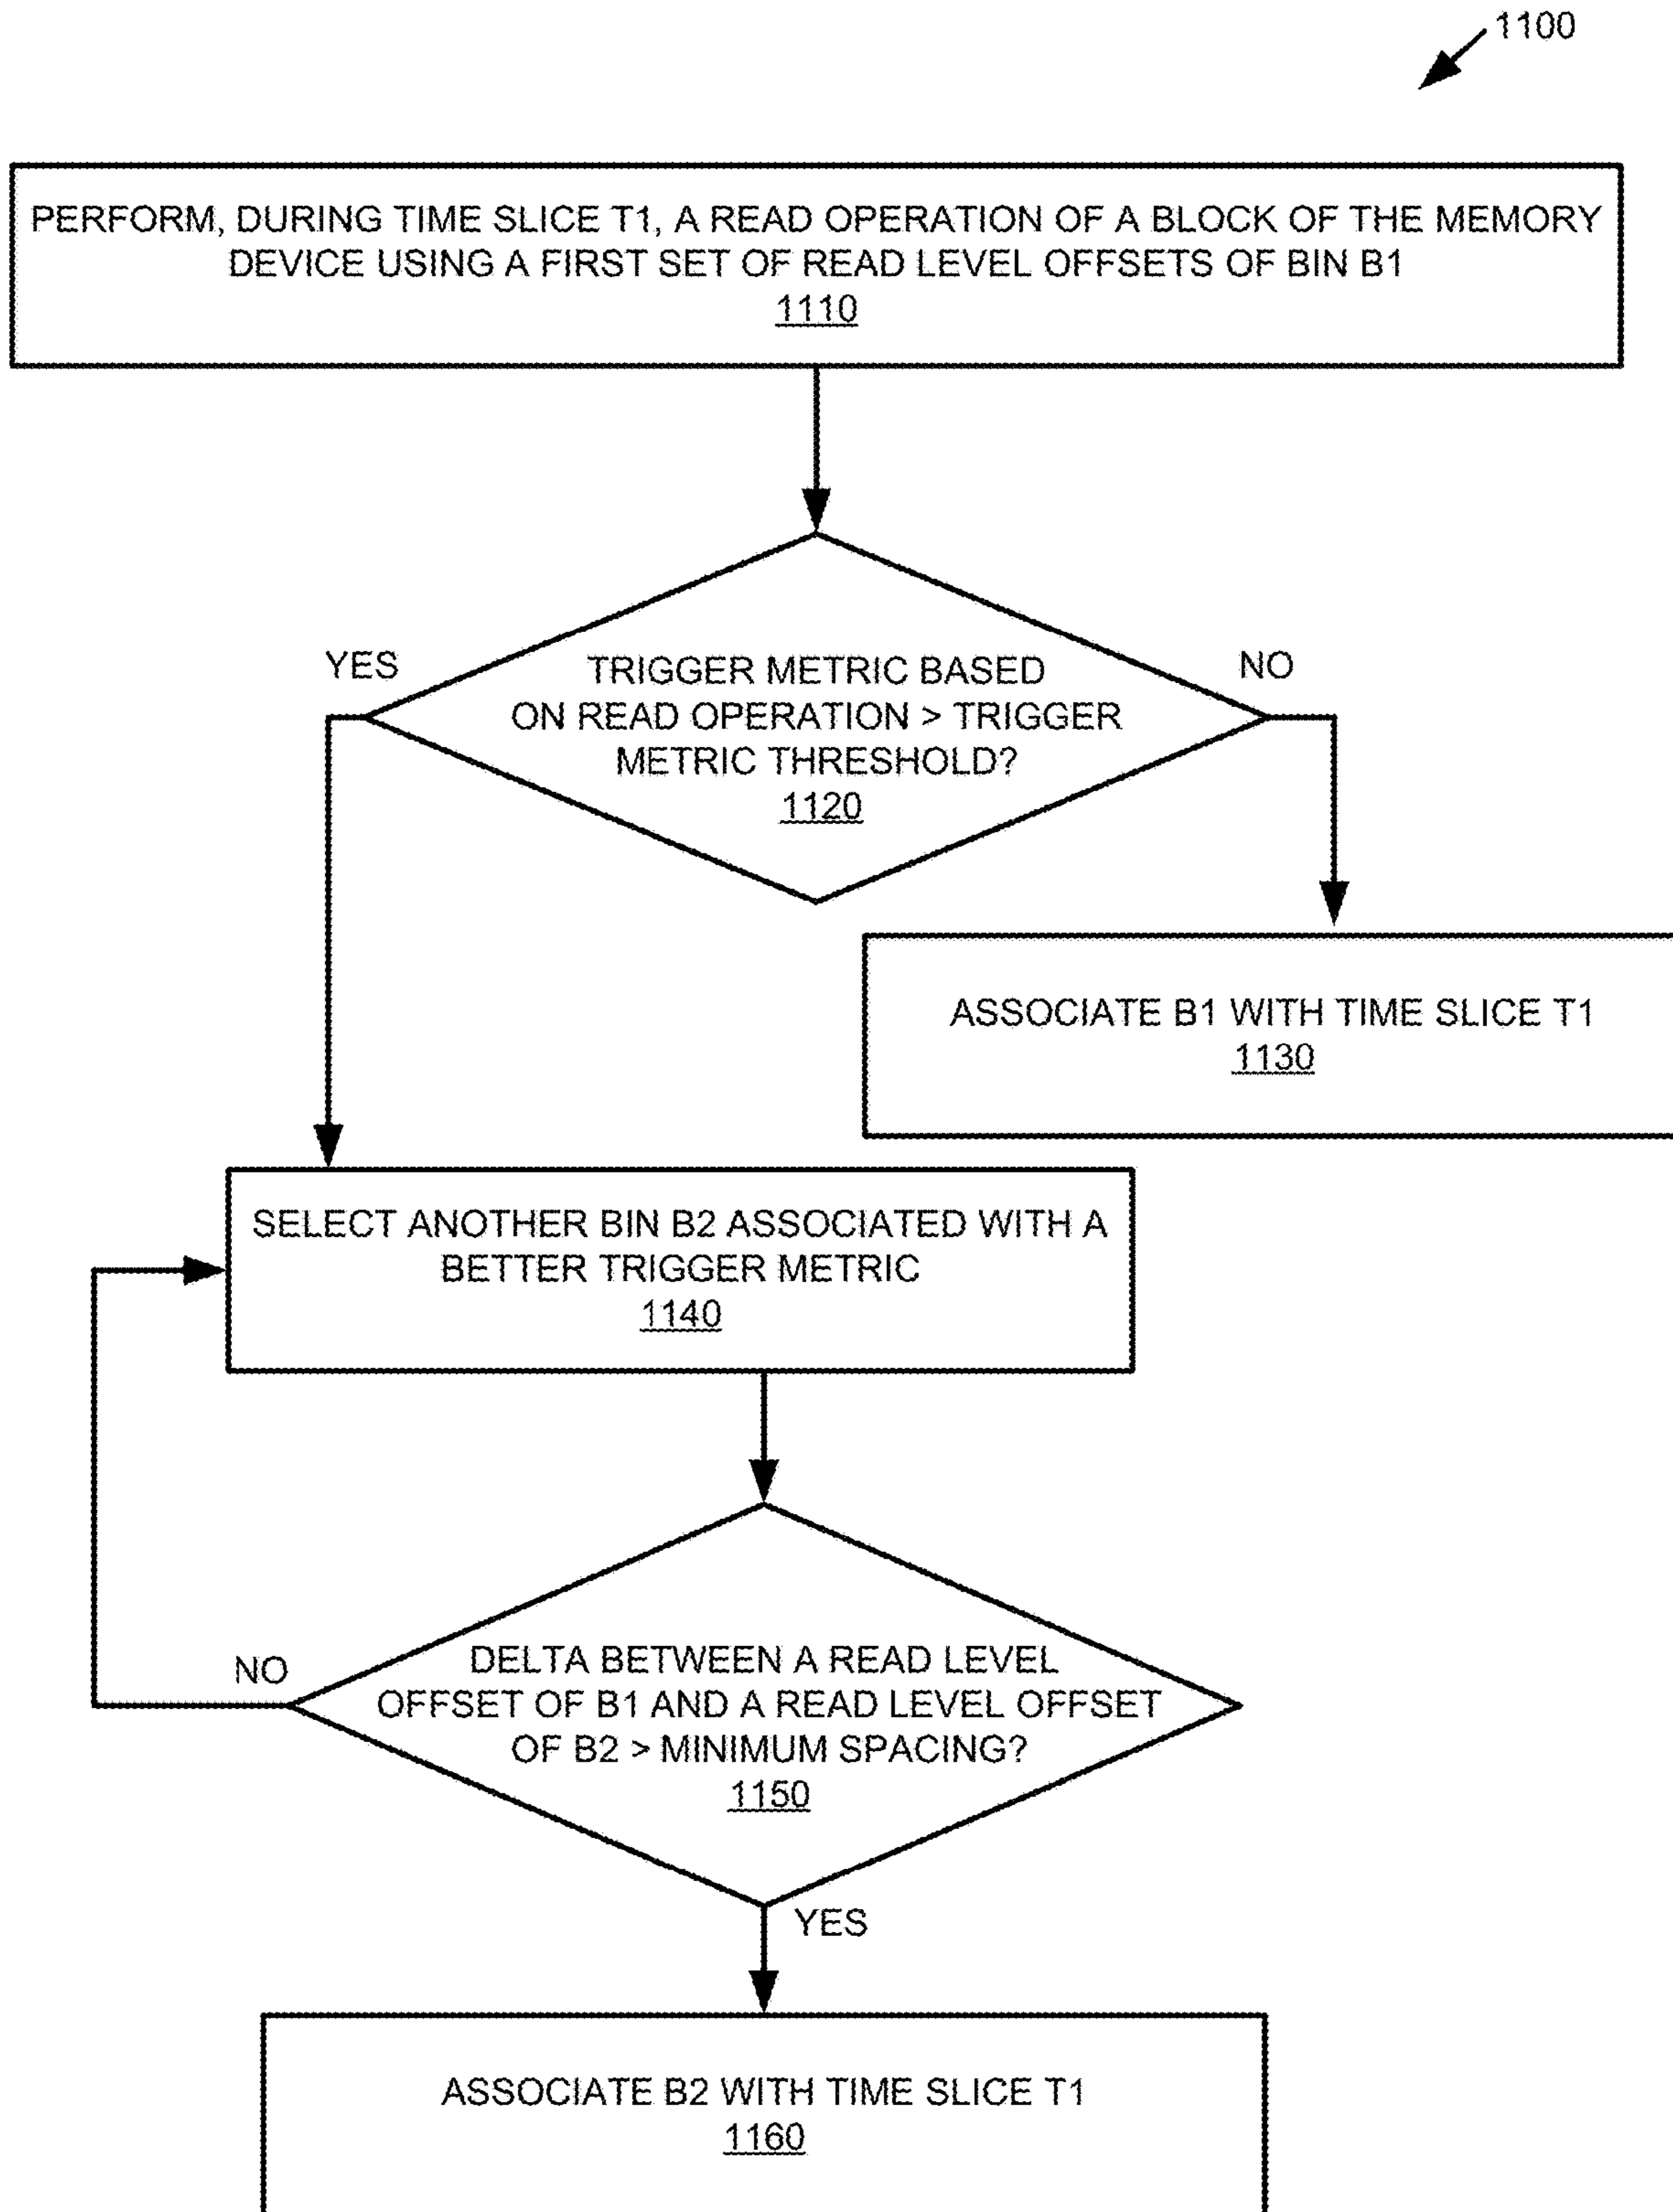 1100
PERFORM, DURING TIME SLICE T1, A READ OPERATION OF A BLOCK OF THE MEMORY
DEVICE USING A FIRST SET OF READ LEVEL OFFSETS OF BIN B1
1110
YES
NO
TRIGGER METRIC BASED
ON READ OPERATION > TRIGGER
METRIC THRESHOLD?
1120
ASSOCIATE B1 WITH TIME SLICE T1
1130
SELECT ANOTHER BIN B2 ASSOCIATED WITH A
BETTER TRIGGER METRIC
1140
NO
DELTA BETWEEN A READ LEVEL
OFFSET OF B1 AND A READ LEVEL OFFSET
OF B2 > MINIMUM SPACING?
1150
YES
ASSOCIATE B2 WITH TIME SLICE T1
1160